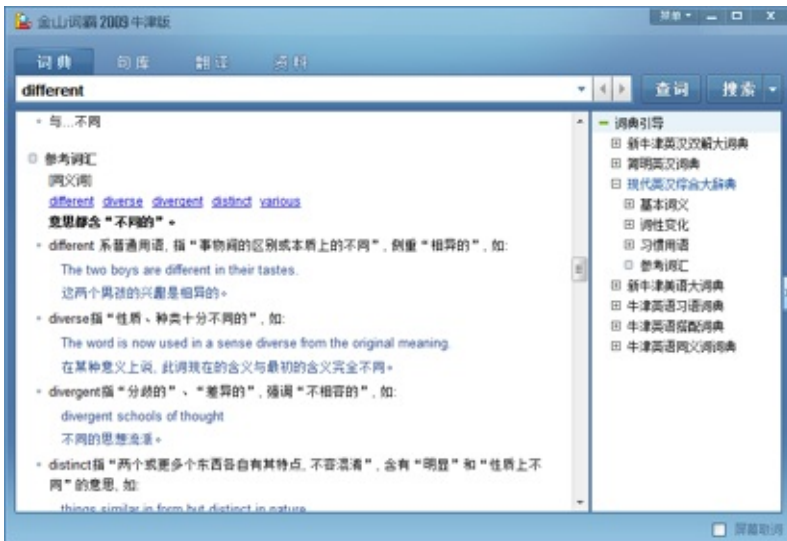 金山词霸 2009 牛津版
菜单
词典 句库 翻译 资料
different
查词 搜索
与...不同
参考词汇
[同义词]
different diverse divergent distinct various
意思都含“不同的”。
different 系普通用语, 指“事物间的区别或本质上的不同”, 侧重“相异的”, 如:
The two boys are different in their tastes.
这两个男孩的兴趣是相异的。
diverse指“性质、种类十分不同的”, 如:
The word is now used in a sense diverse from the original meaning.
在某种意义上说, 此词现在的含义与最初的含义完全不同。
divergent指“分歧的”、“差异的”, 强调“不相容的”, 如:
divergent schools of thought
不同的思想流派。
distinct指“两个或更多个东西各自有其特点, 不容混淆”, 含有“明显”和“性质上不
同”的意思, 如:
things similar in form but distinct in nature
词典引导
新牛津英汉双解大词典
简明英汉词典
现代英汉综合大辞典
基本词义
词性变化
习惯用语
参考词汇
新牛津美语大词典
牛津英语习语词典
牛津英语搭配词典
牛津英语同义词词典
屏幕取词